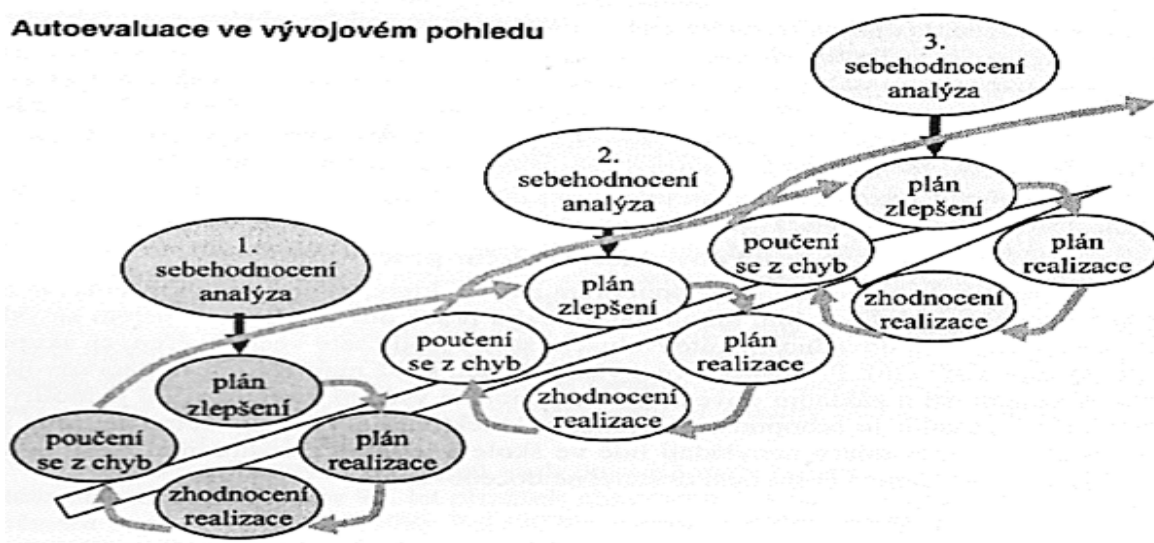 Autoevaluace ve vývojovém pohledu
1.
sebehodnocení
analýza
plán
zlepšení
plán
realizace
zhodnocení
realizace
poučení
se z chyb
2.
sebehodnocení
analýza
plán
zlepšení
plán
realizace
zhodnocení
realizace
poučení
se z chyb
3.
sebehodnocení
analýza
plán
zlepšení
plán
realizace
zhodnocení
realizace
poučení
se z chyb